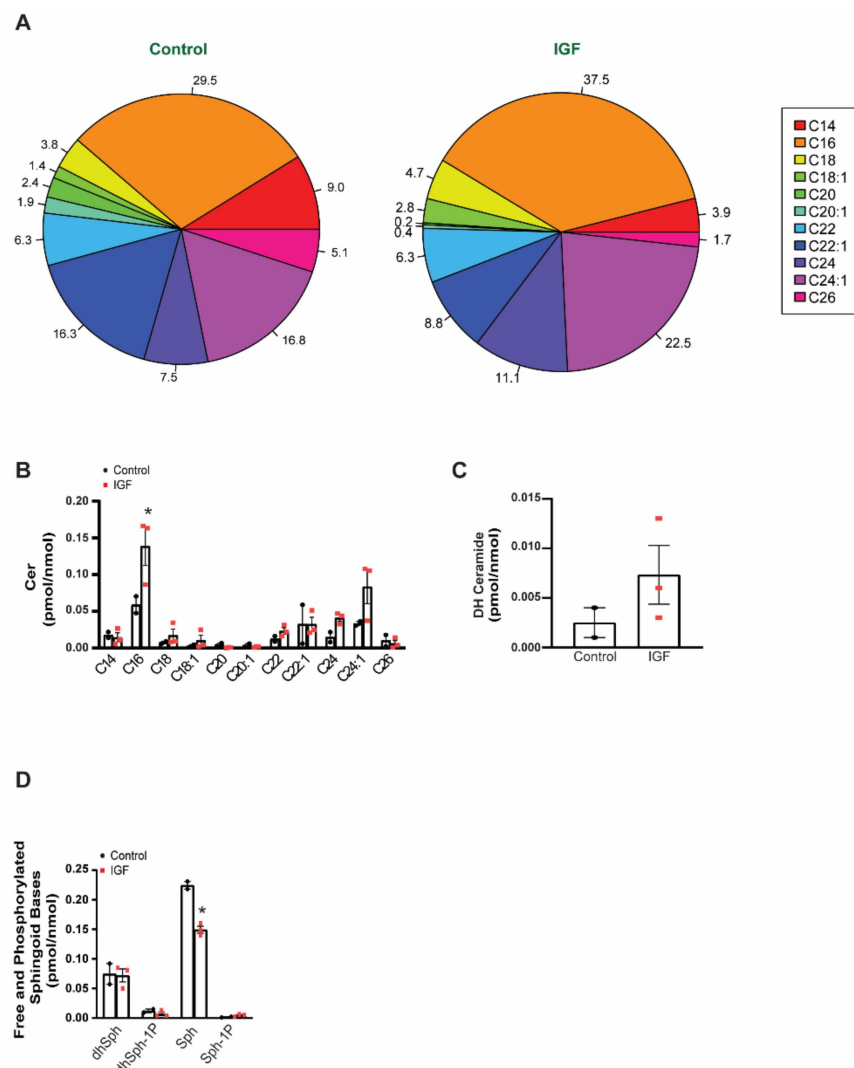 A
Control
IGF
29.5
3.8
1.4
2.4
1.9
6.3
16.3
7.5
16.8
5.1
9.0
37.5
4.7
2.8
0.2
0.4
6.3
8.8
11.1
22.5
1.7
3.9
C14
C16
C18
C18:1
C20
C20:1
C22
C22:1
C24
C24:1
C26
B
Control
IGF
Cer
(pmol/nmol)
0.20
0.15
0.10
0.05
0.00
*
C14
C16
C18
C18:1
C20
C20:1
C22
C22:1
C24
C24:1
C26
C
DH Ceramide
(pmol/nmol)
0.015
0.010
0.005
0.000
Control
IGF
D
Control
IGF
Free and Phosphorylated
Sphingoid Bases
(pmol/nmol)
0.25
0.20
0.15
0.10
0.05
0.00
*
dhSph
dhSph-1P
Sph
Sph-1P